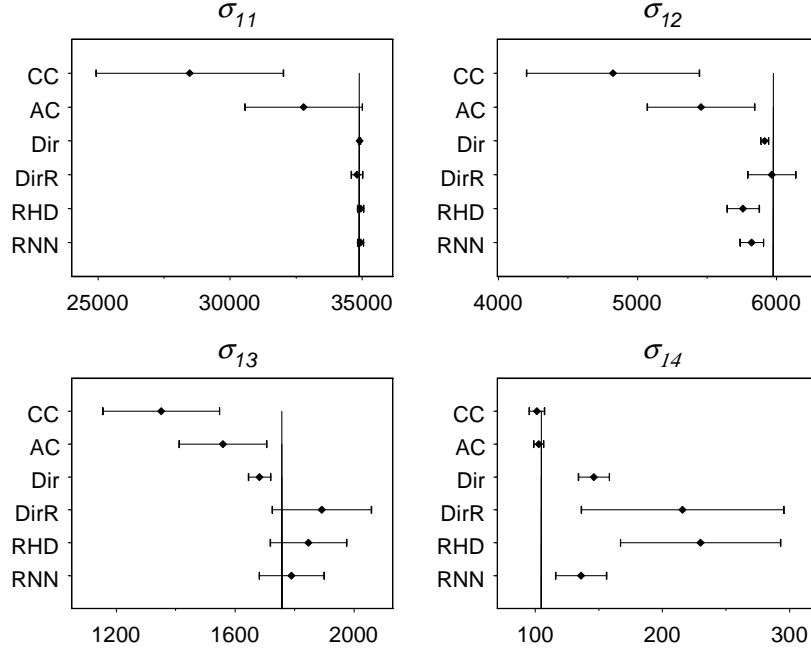 σ11
CC
AC
Dir
DirR
RHD
RNN
25000 30000 35000
σ12
CC
AC
Dir
DirR
RHD
RNN
4000 5000 6000
σ13
CC
AC
Dir
DirR
RHD
RNN
1200 1600 2000
σ14
CC
AC
Dir
DirR
RHD
RNN
100 200 300